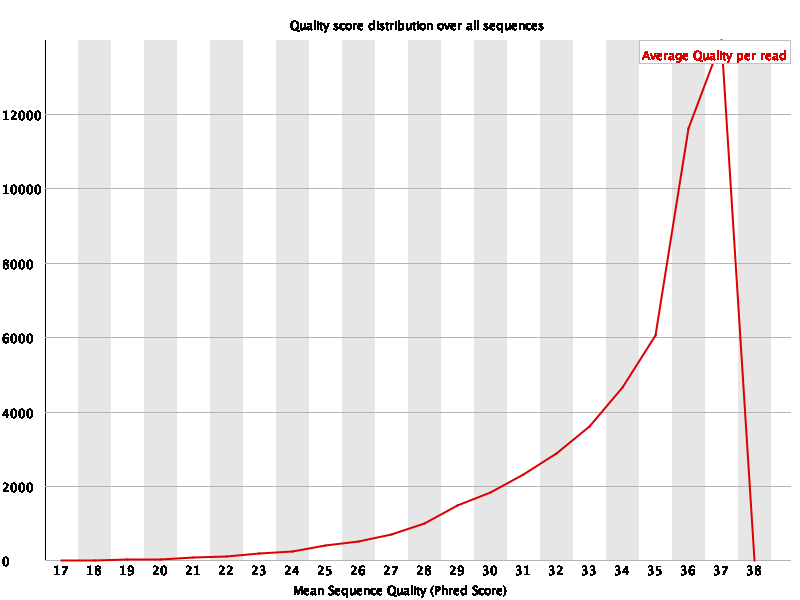 Quality score distribution over all sequences
Average Quality per read
12000
10000
8000
6000
4000
2000
0
17 18 19 20 21 22 23 24 25 26 27 28 29 30 31 32 33 34 35 36 37 38
Mean Sequence Quality (Phred Score)